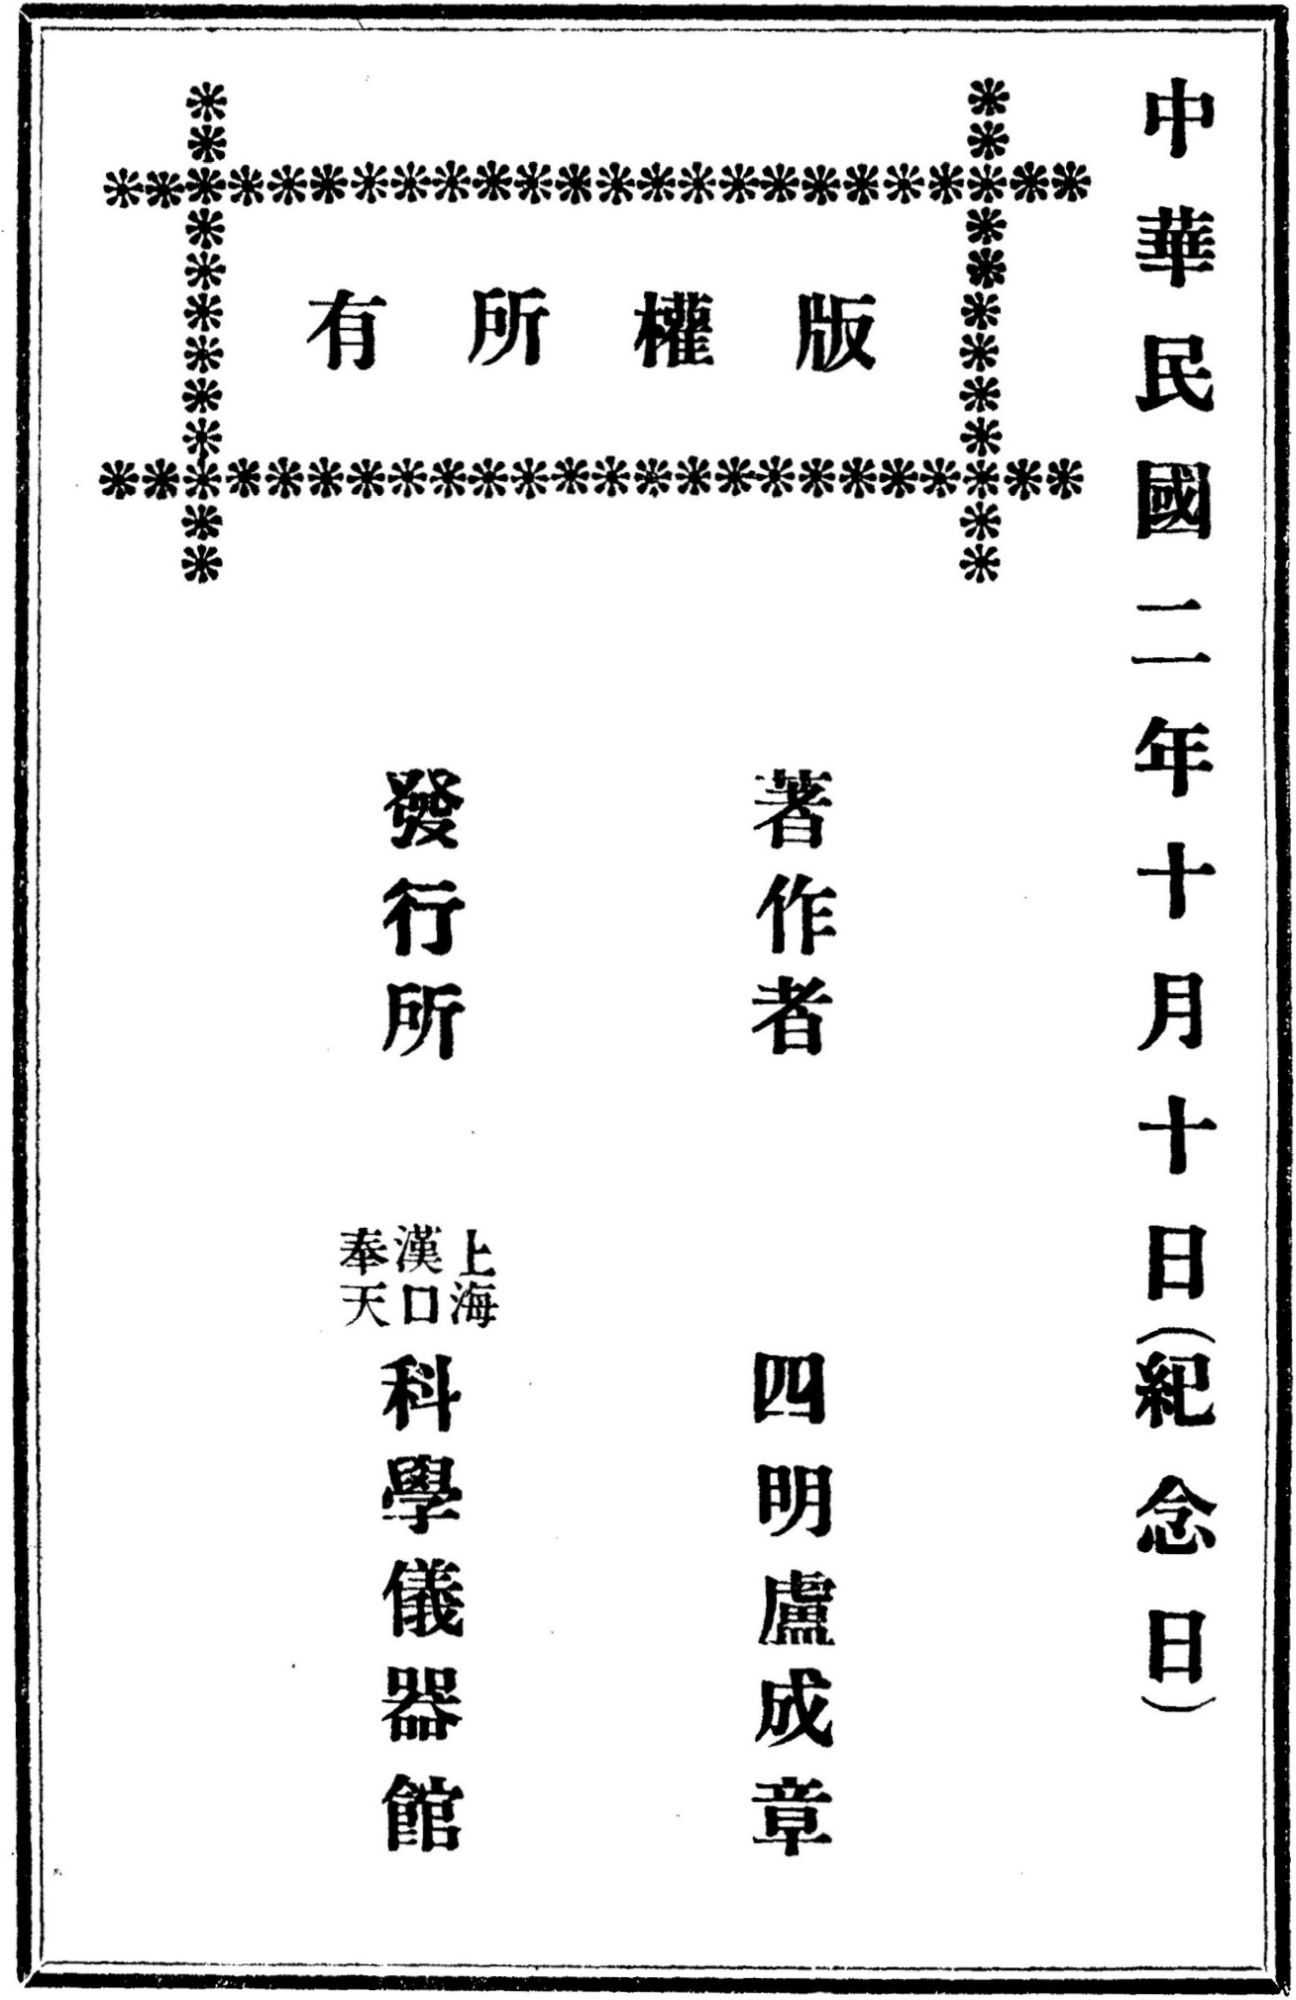 中華民國二年十月十日(紀念日)
版權所有
著作者 四明盧成章
發行所 上海 漢口 奉天 科學儀器館